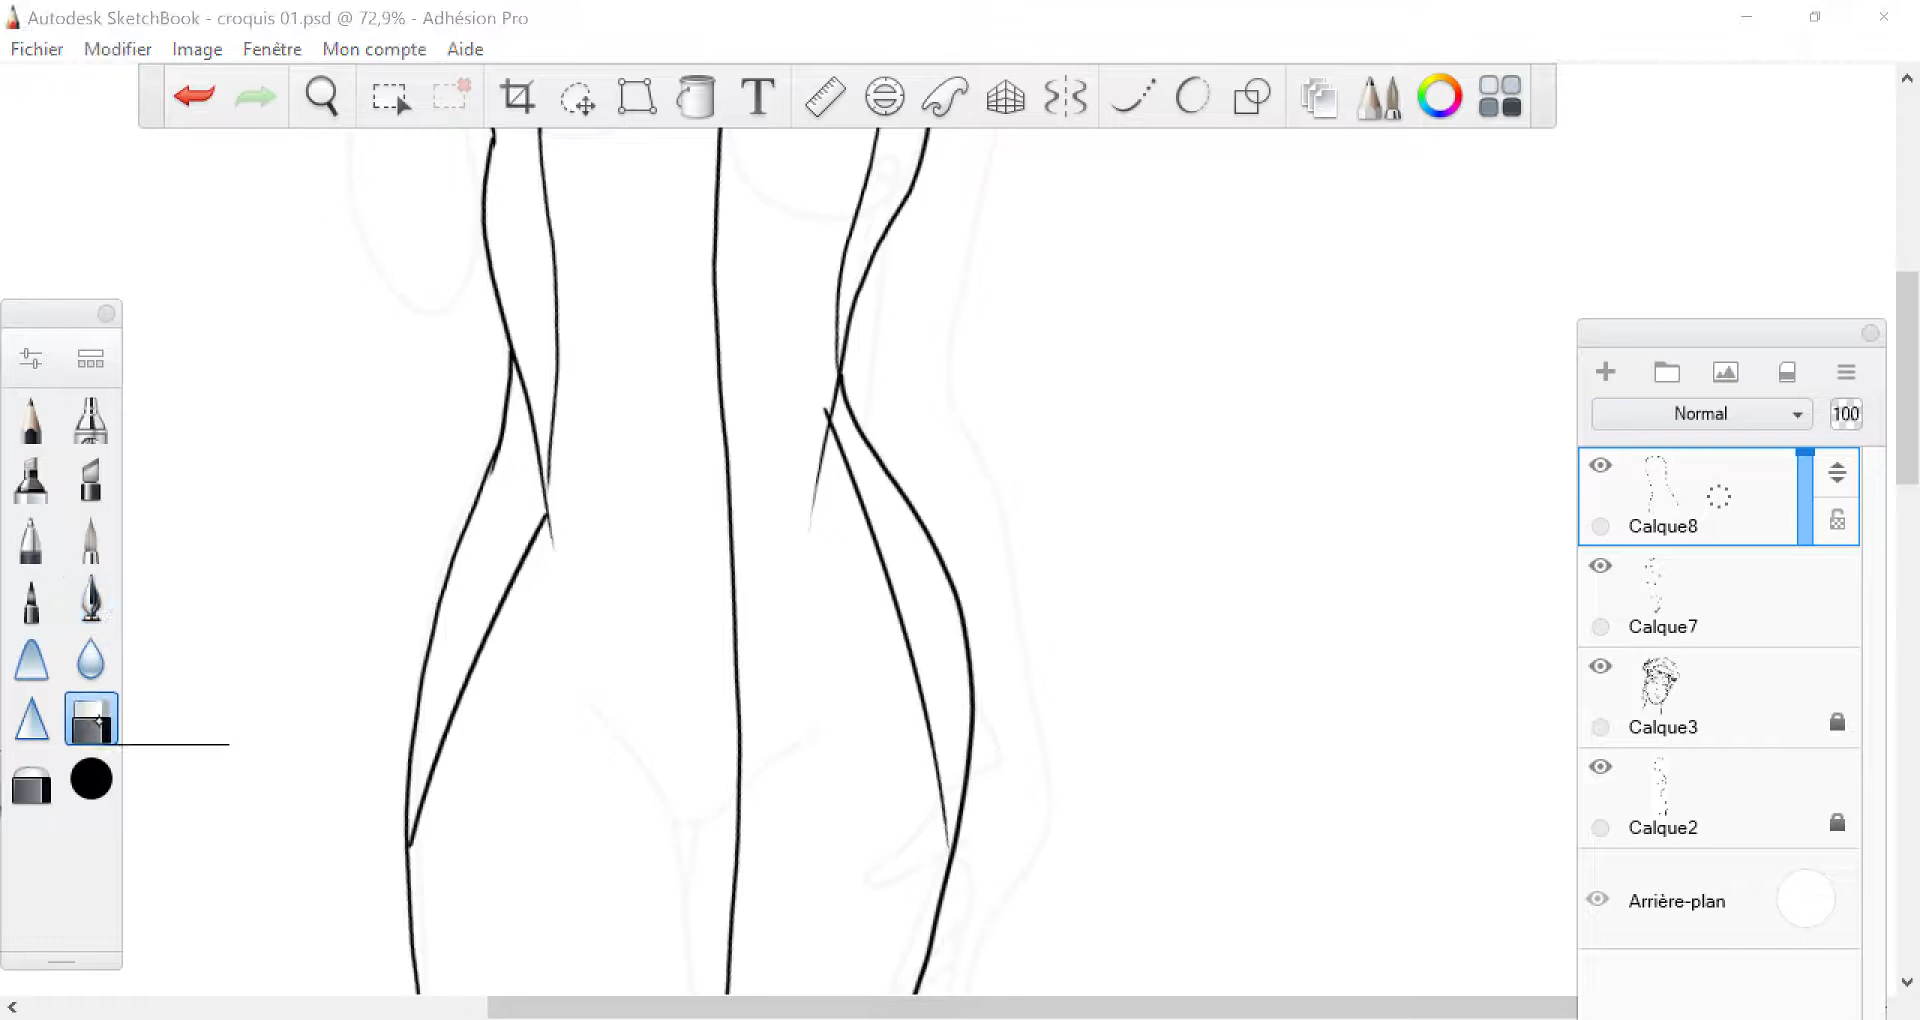 Autodesk SketchBook - croquis 01.psd @ 72,9% - Adhésion Pro
Fichier Modifier Image Fenêtre Mon compte Aide
T
Normal 100
Calque8
Calque7
Calque3
Calque2
Arrière-plan